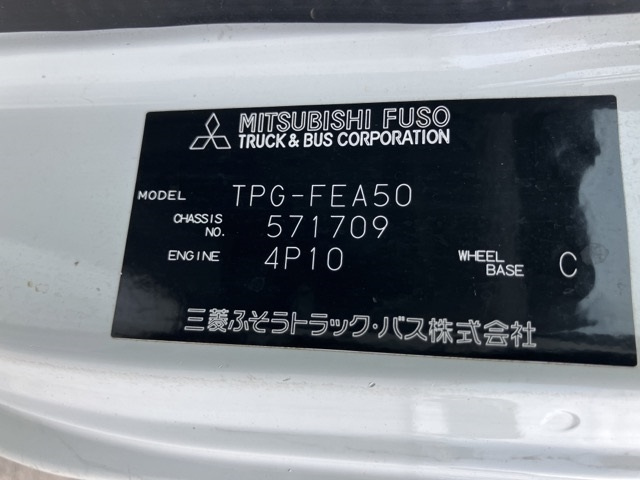 MITSUBISHI FUSO
TRUCK & BUS CORPORATION
MODEL TPG-FEA50
CHASSIS NO. 571709
ENGINE 4P10 WHEEL BASE C
三菱ふそうトラック・バス株式会社